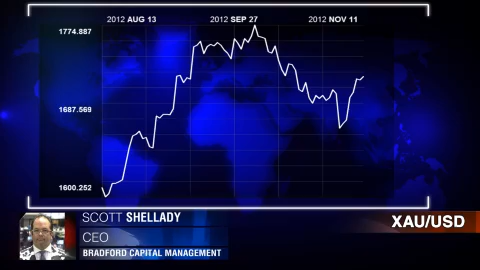 2012 AUG 13 2012 SEP 27 2012 NOV 11
1774.887
1687.569
1600.252
SCOTT SHELLADY
CEO
BRADFORD CAPITAL MANAGEMENT
XAU/USD